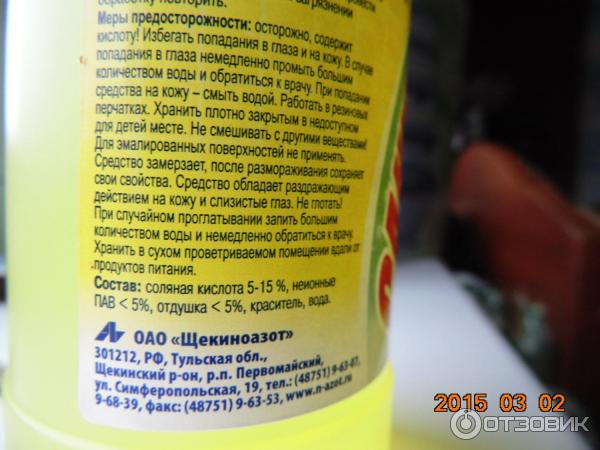 обработку повторить.
Меры предосторожности: осторожно, содержит
кислоту! Избегать попадания в глаза и на кожу. В случае
попадания в глаза немедленно промыть большим
количеством воды и обратиться к врачу. При попадании
средства на кожу – смыть водой. Работать в резиновых
перчатках. Хранить плотно закрытым в недоступном
для детей месте. Не смешивать с другими веществами!
Для эмалированных поверхностей не применять.
Средство замерзает, после размораживания сохраняет
свои свойства. Средство обладает раздражающим
действием на кожу и слизистые глаз. Не глотать!
При случайном проглатывании запить большим
количеством воды и немедленно обратиться к врачу.
Хранить в сухом проветриваемом помещении вдали от
продуктов питания.
Состав: соляная кислота 5-15 %, неионные
ПАВ < 5%, отдушка < 5%, краситель, вода.
ОАО «Щекиноазот»
301212, РФ, Тульская обл.,
Щекинский р-он, р.п. Первомайский,
ул. Симферопольская, 19, тел.: (48751) 9-63-07,
9-68-39, факс: (48751) 9-63-53, www.n-azot.ru
2015 03 02
ОТЗОВИК